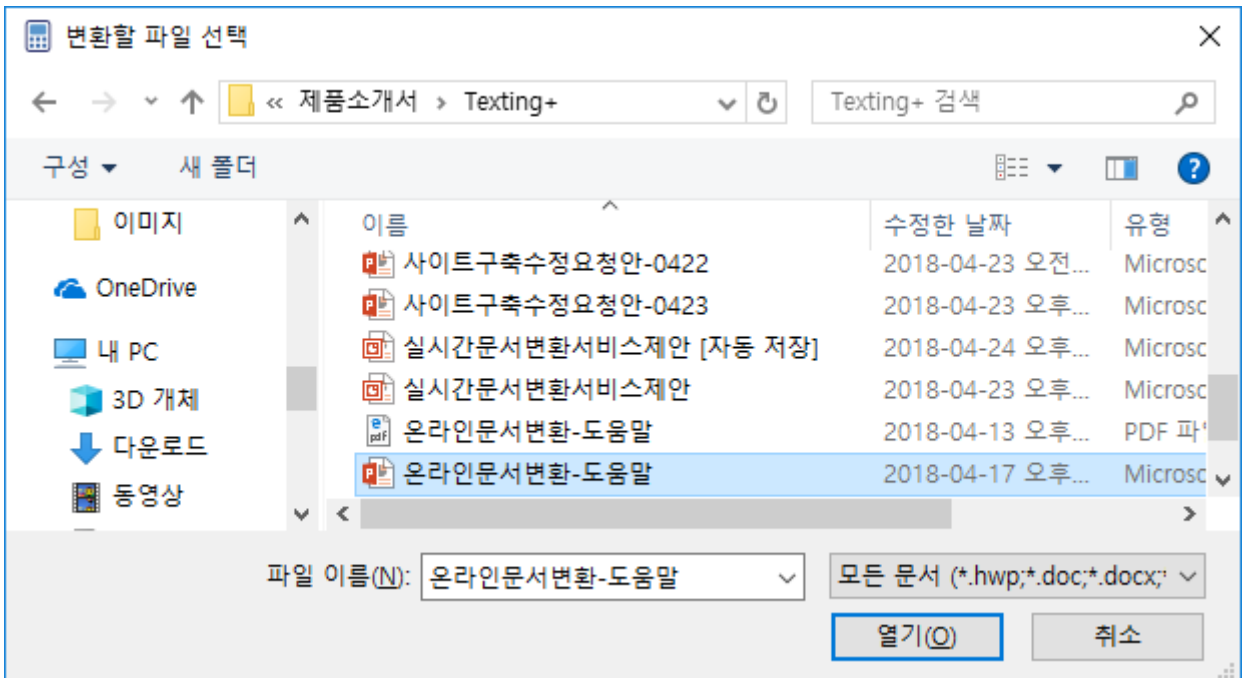 변환할 파일 선택
« 제품소개서 › Texting+
Texting+ 검색
구성
새 폴더
이미지
OneDrive
내 PC
3D 개체
다운로드
동영상
이름 수정한 날짜 유형
사이트구축수정요청안-0422 2018-04-23 오전... Microsc
사이트구축수정요청안-0423 2018-04-23 오후... Microsc
실시간문서변환서비스제안 [자동 저장] 2018-04-24 오후... Microsc
실시간문서변환서비스제안 2018-04-23 오후... Microsc
온라인문서변환-도움말 2018-04-13 오후... PDF 파
온라인문서변환-도움말 2018-04-17 오후... Microsc
파일 이름(N): 온라인문서변환-도움말
모든 문서 (*.hwp;*.doc;*.docx;
열기(O) 취소